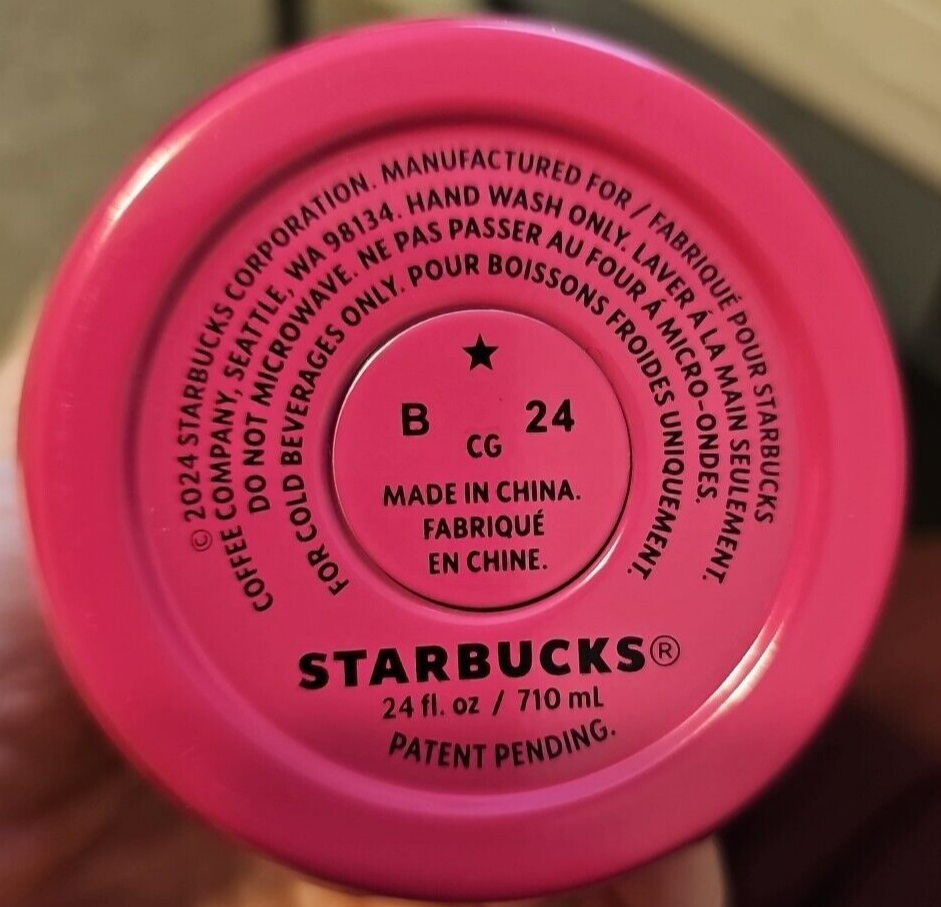 © 2024 STARBUCKS CORPORATION. MANUFACTURED FOR / FABRIQUÉ POUR STARBUCKS
COFFEE COMPANY, SEATTLE, WA 98134. HAND WASH ONLY. LAVER Á LA MAIN SEULEMENT.
DO NOT MICROWAVE. NE PAS PASSER AU FOUR Á MICRO-ONDES.
FOR COLD BEVERAGES ONLY. POUR BOISSONS FROIDES UNIQUEMENT.
★
B 24
CG
MADE IN CHINA.
FABRIQUÉ
EN CHINE.
STARBUCKS®
24 fl. oz / 710 mL
PATENT PENDING.